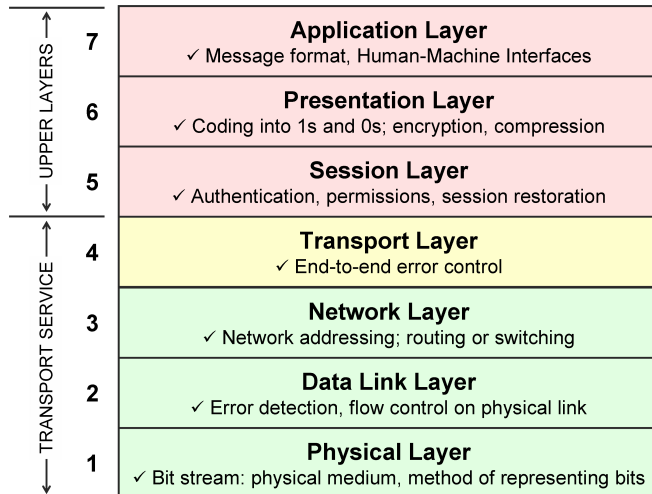 7
Application Layer
✓ Message format, Human-Machine Interfaces
6
Presentation Layer
✓ Coding into 1s and 0s; encryption, compression
5
Session Layer
✓ Authentication, permissions, session restoration
UPPER LAYERS
4
Transport Layer
✓ End-to-end error control
3
Network Layer
✓ Network addressing; routing or switching
2
Data Link Layer
✓ Error detection, flow control on physical link
1
Physical Layer
✓ Bit stream: physical medium, method of representing bits
TRANSPORT SERVICE